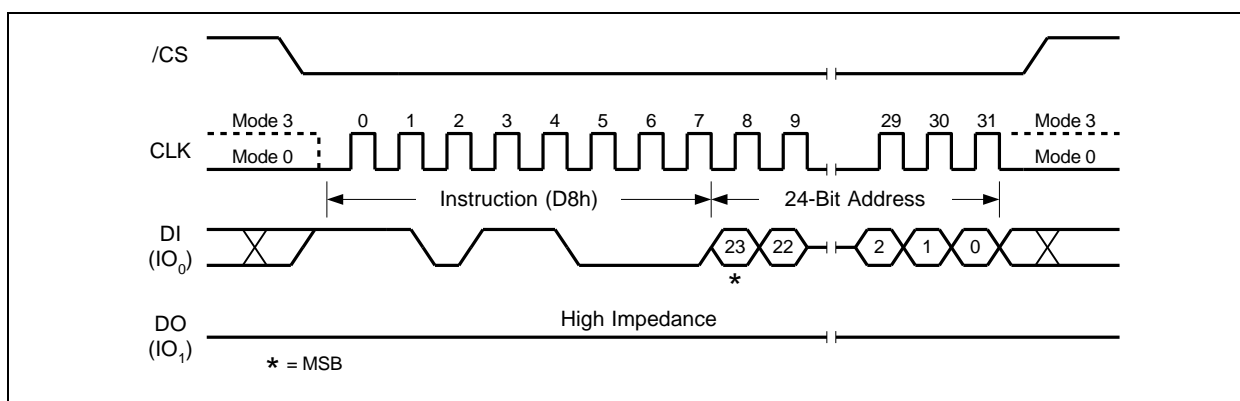 /CS
Mode 3
0 1 2 3 4 5 6 7 8 9 29 30 31
Mode 3
CLK
Mode 0
Mode 0
Instruction (D8h)
24-Bit Address
DI
(IO0)
23 22 2 1 0
*
High Impedance
DO
(IO1)
* = MSB